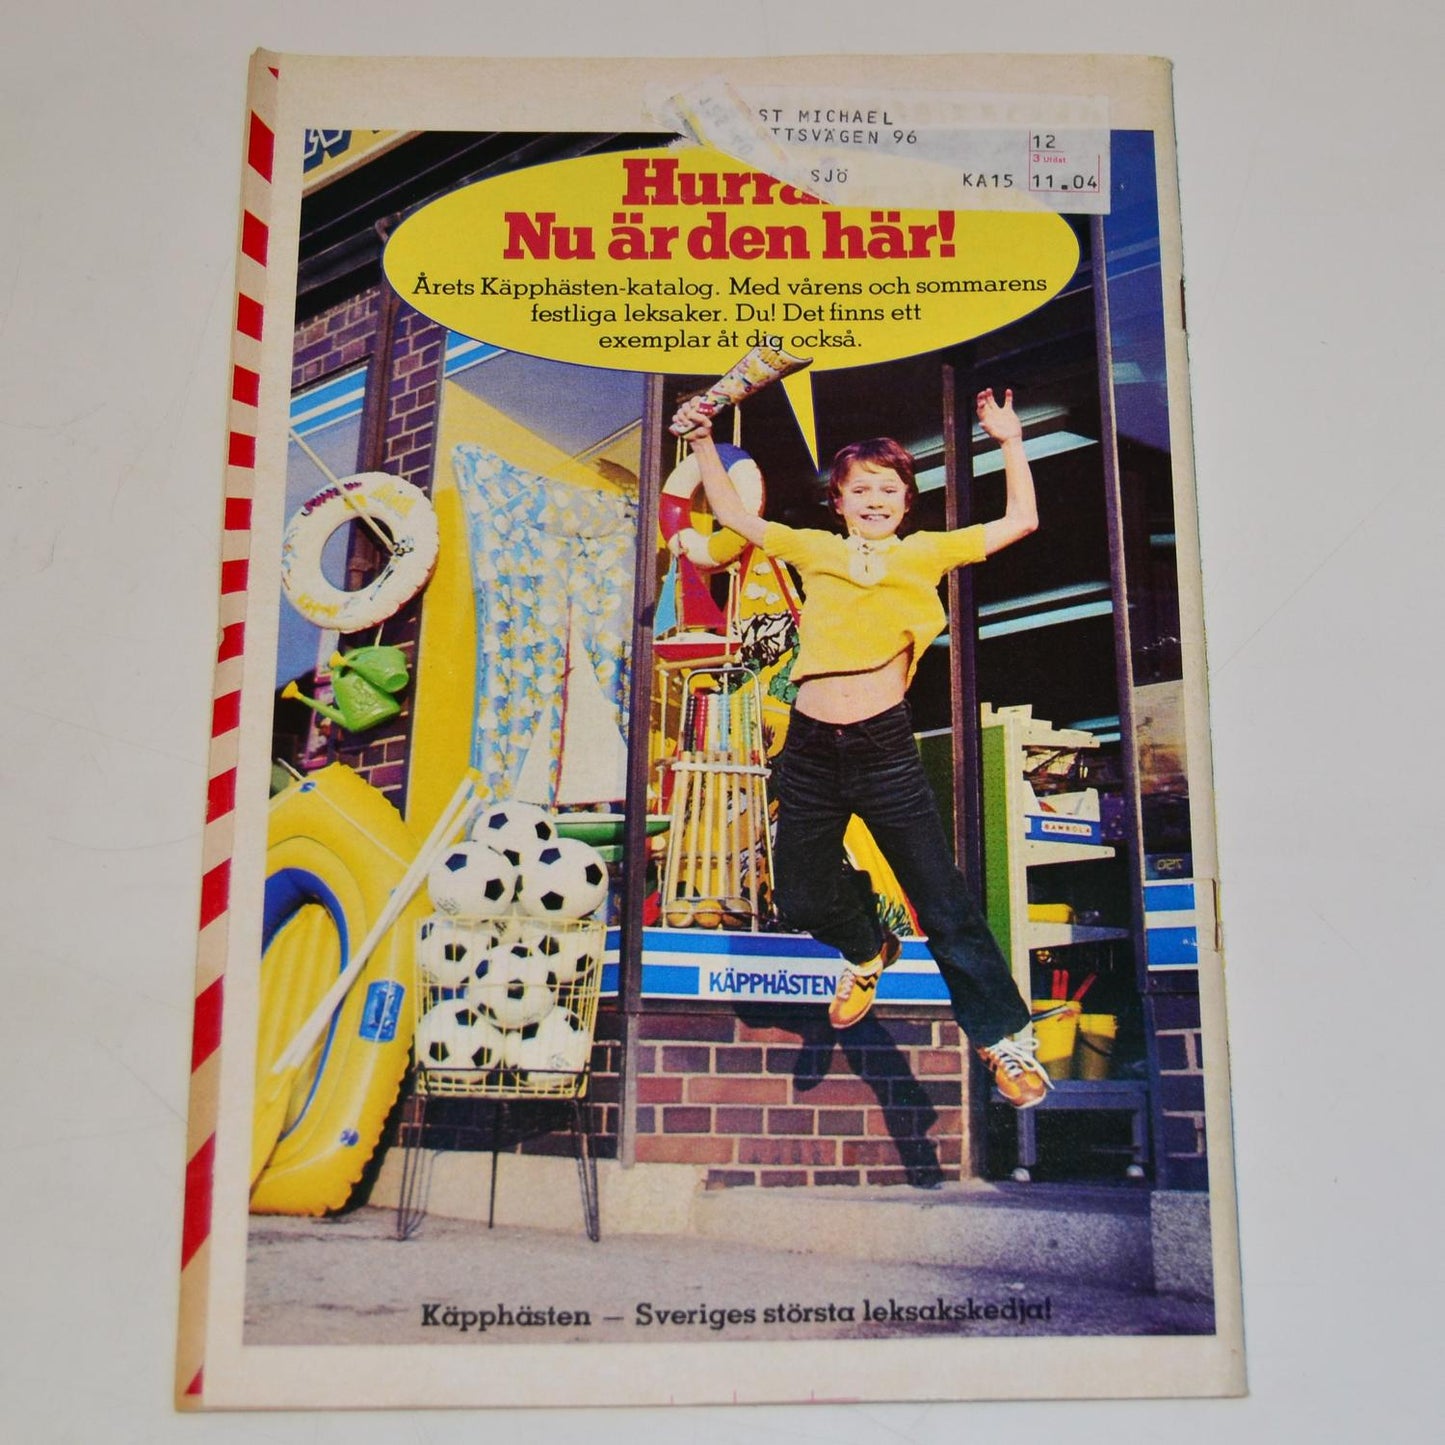 ST MICHAEL
TTSVÄGEN 96
12
3 Utdat
SJÖ
KA15 11.04
Nu är den här!
Årets Käpphästen-katalog. Med vårens och sommarens
festliga leksaker. Du! Det finns ett
exemplar åt dig också.
BAMBOLA
KÄPPHÄSTEN
Käpphästen – Sveriges största leksakskedja!